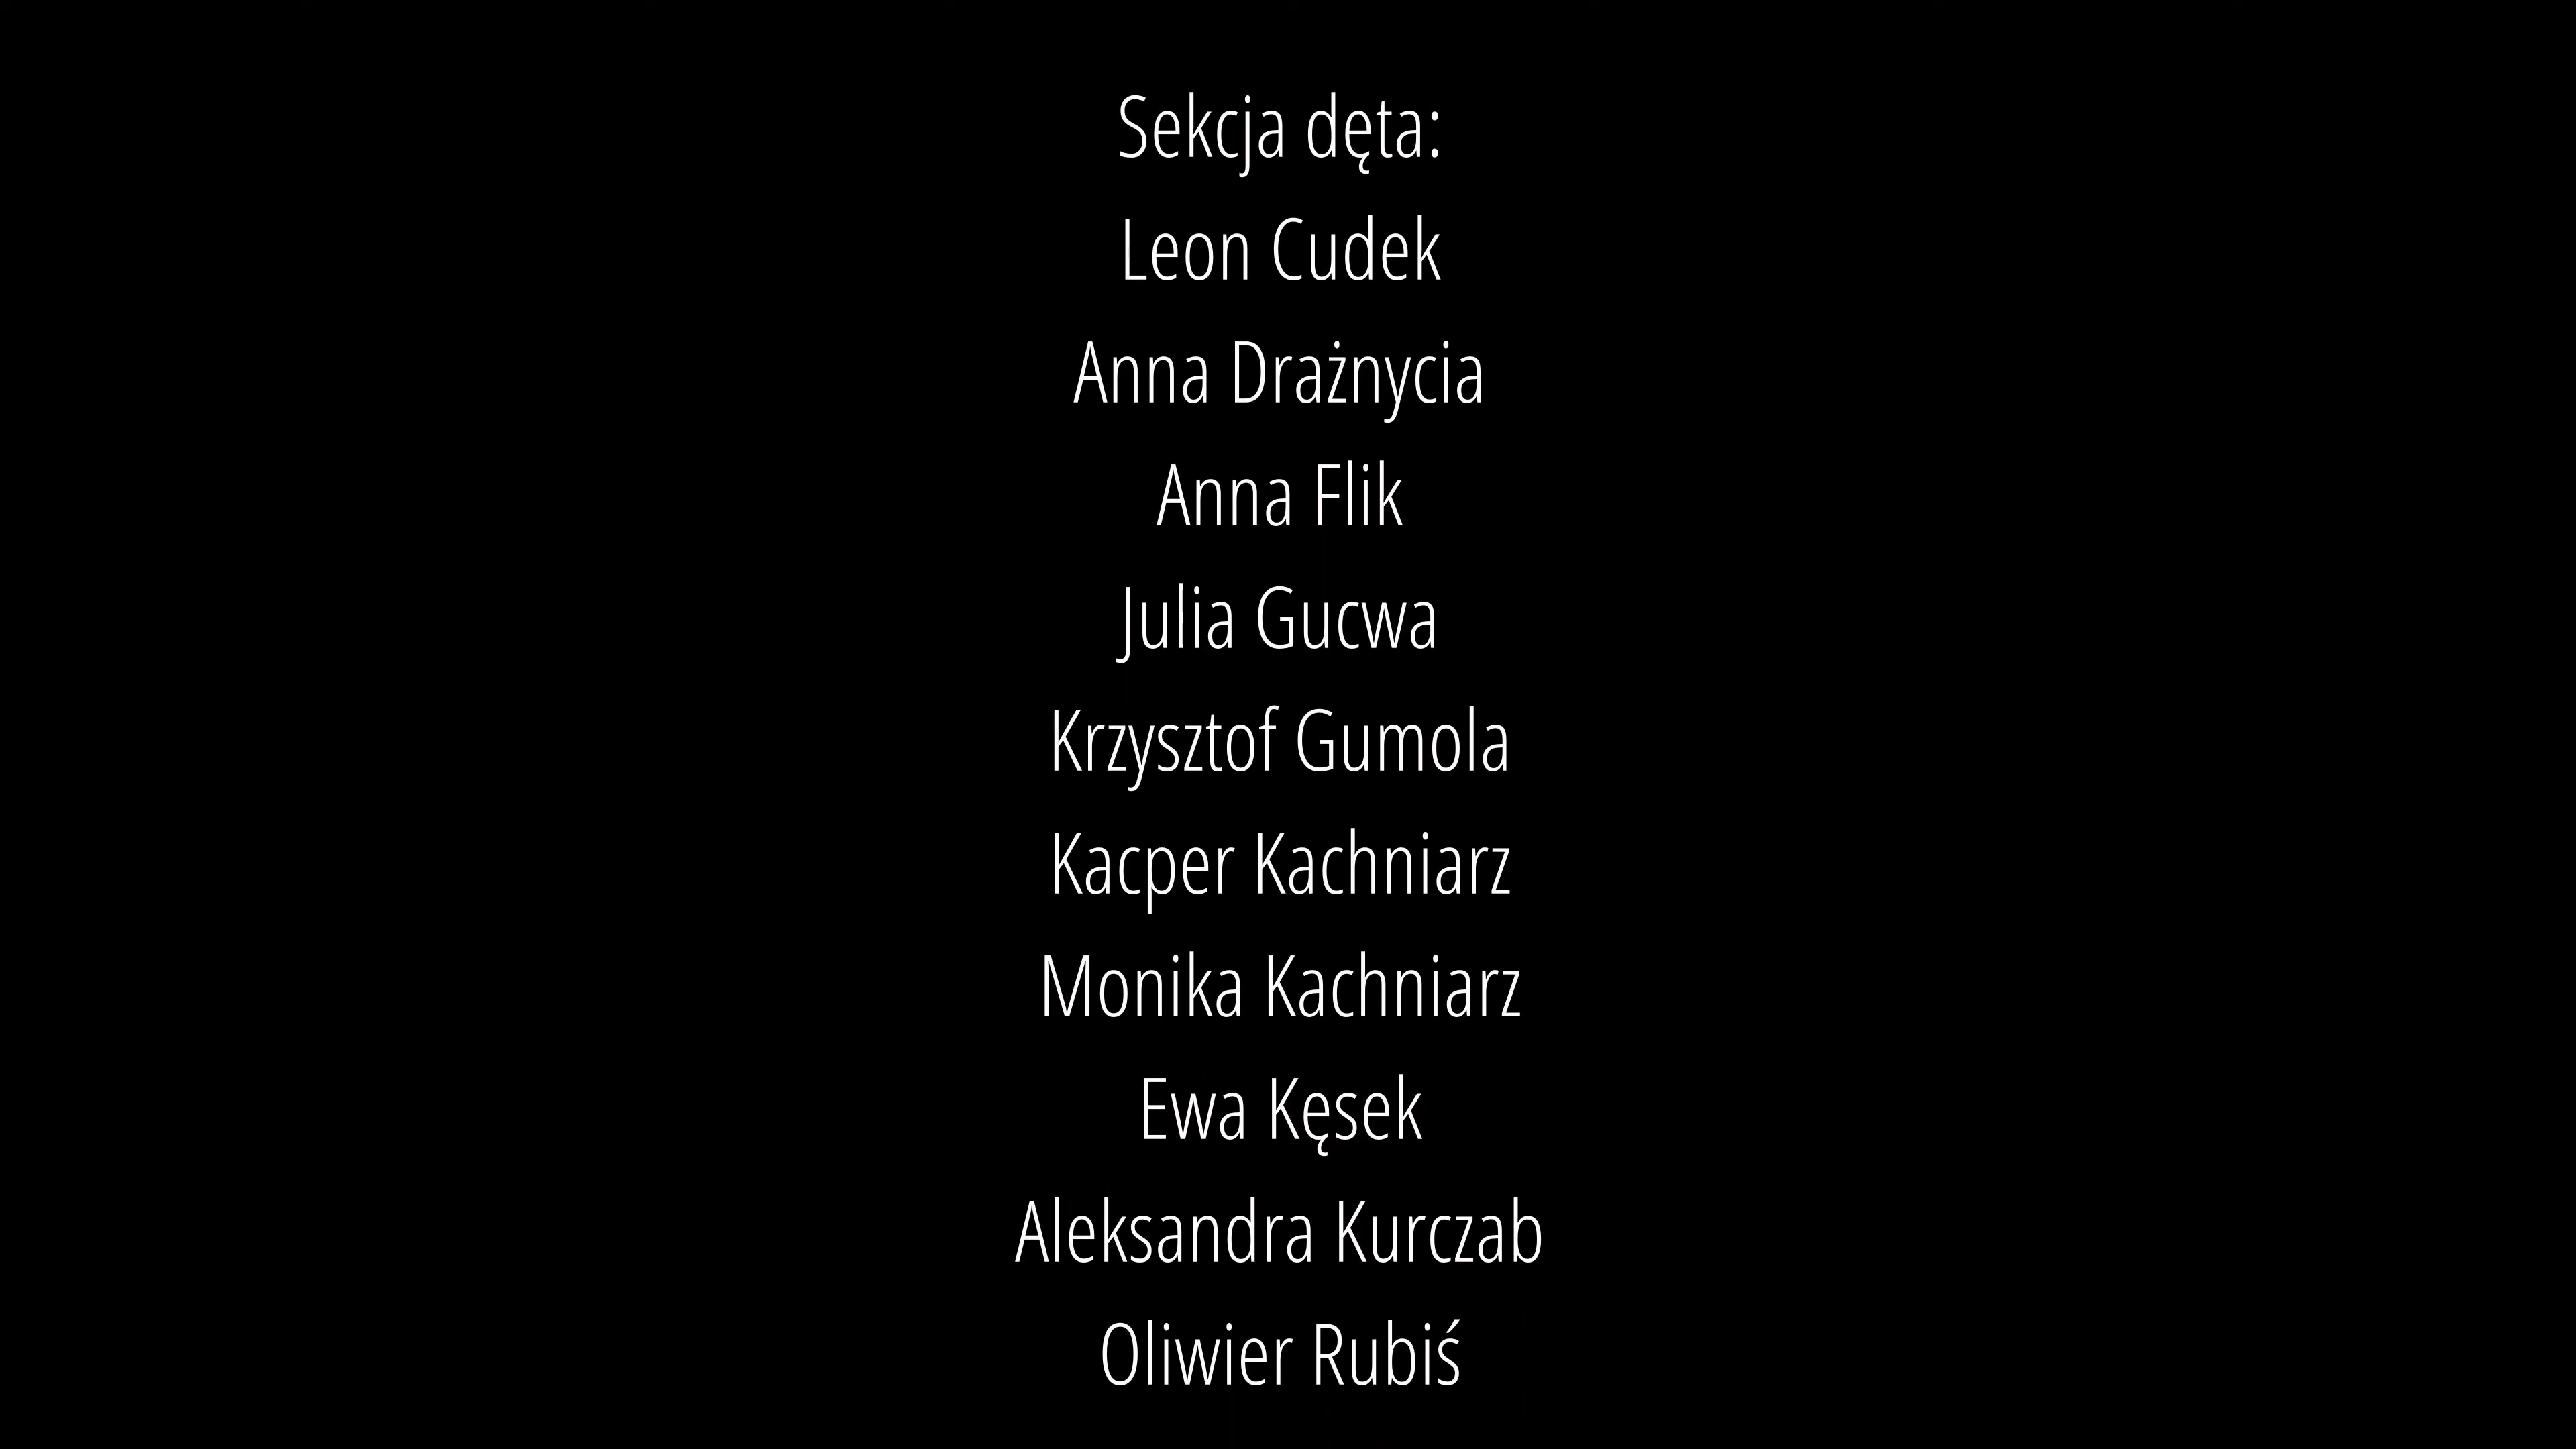 Sekcja dęta:
Leon Cudek
Anna Drażnycia
Anna Flik
Julia Gucwa
Krzysztof Gumola
Kacper Kachniarz
Monika Kachniarz
Ewa Kęsek
Aleksandra Kurczab
Oliwier Rubiś